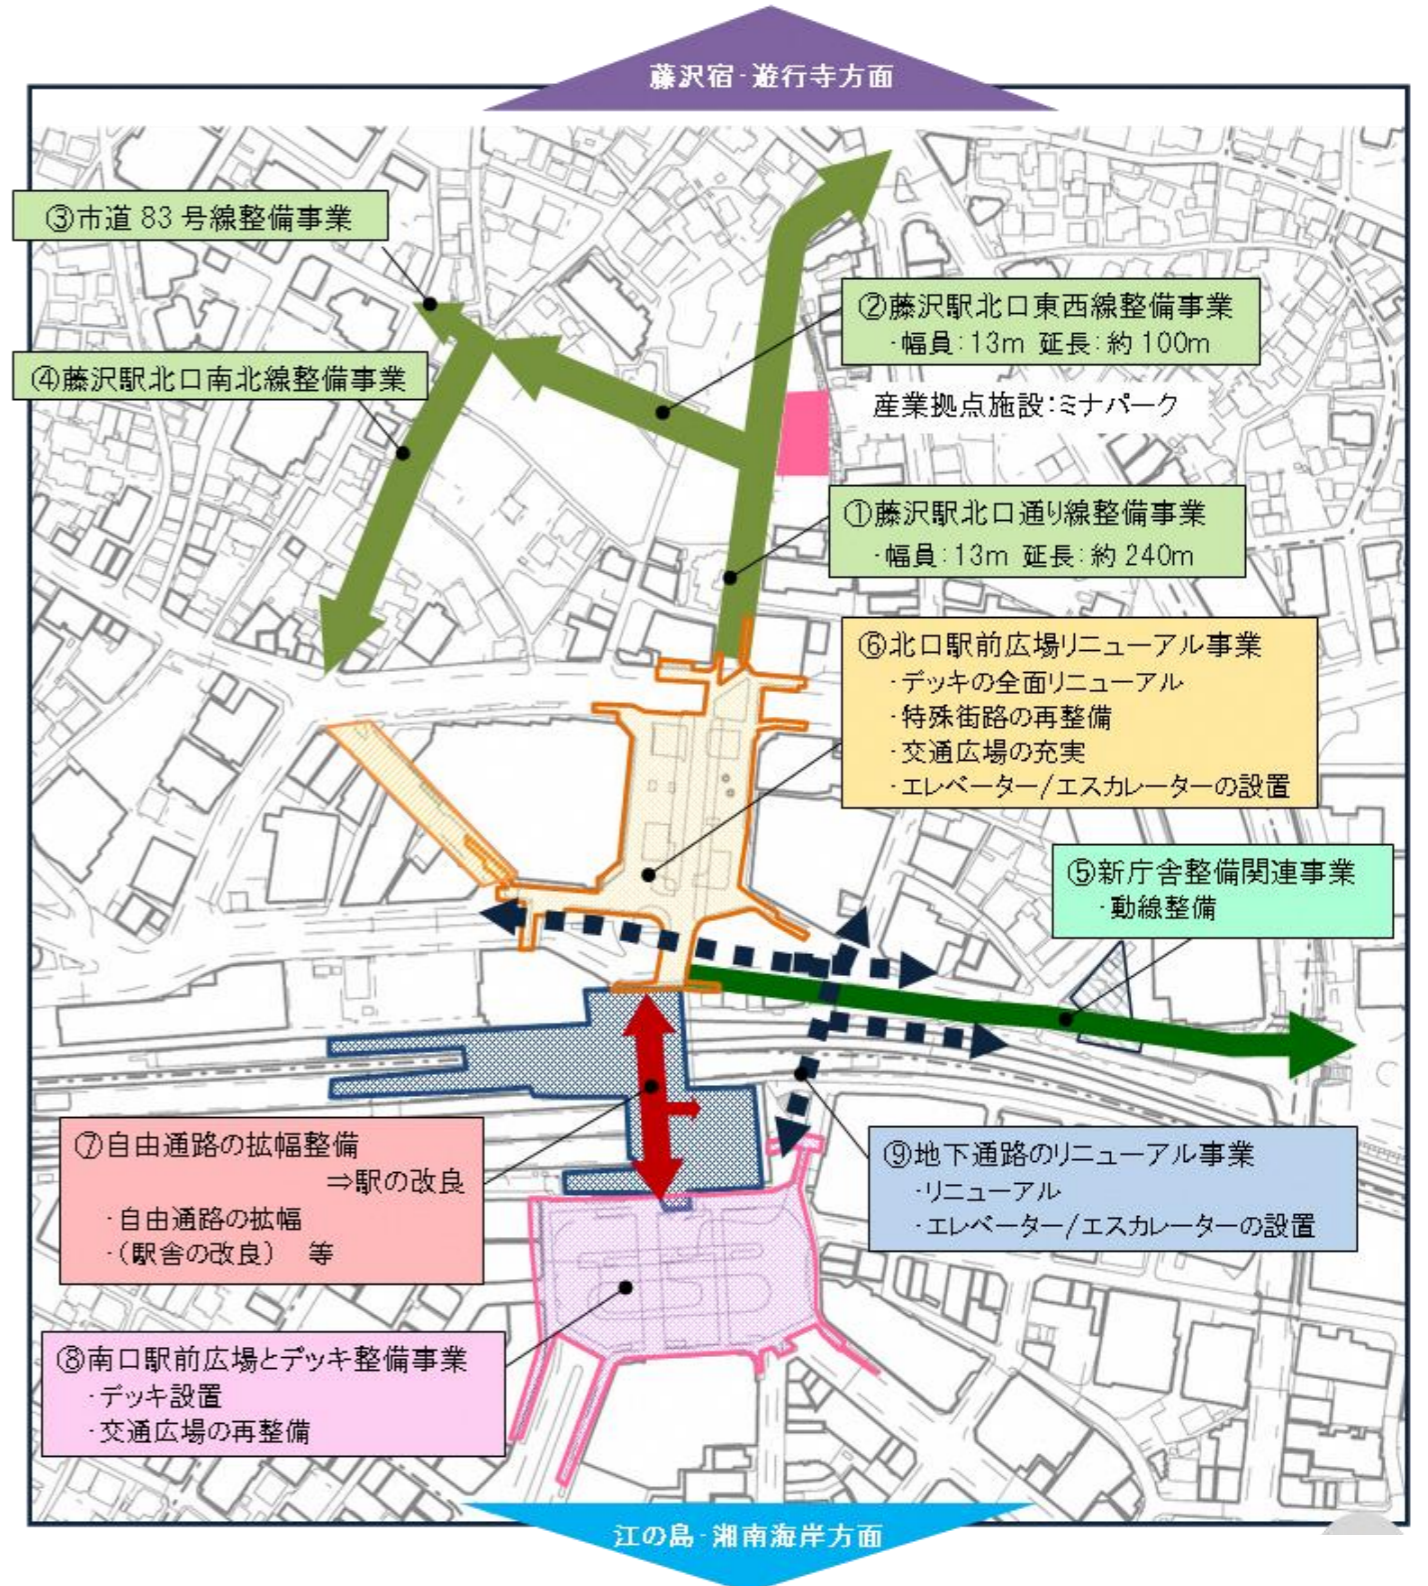 藤沢宿・遊行寺方面
③市道 83 号線整備事業
②藤沢駅北口東西線整備事業
・幅員：13m 延長：約 100m
④藤沢駅北口南北線整備事業
産業拠点施設：ミナパーク
①藤沢駅北口通り線整備事業
・幅員：13m 延長：約 240m
⑥北口駅前広場リニューアル事業
・デッキの全面リニューアル
・特殊街路の再整備
・交通広場の充実
・エレベーター/エスカレーターの設置
⑤新庁舎整備関連事業
・動線整備
⑦自由通路の拡幅整備
⇒駅の改良
・自由通路の拡幅
・（駅舎の改良）　等
⑨地下通路のリニューアル事業
・リニューアル
・エレベーター/エスカレーターの設置
⑧南口駅前広場とデッキ整備事業
・デッキ設置
・交通広場の再整備
江の島・湘南海岸方面